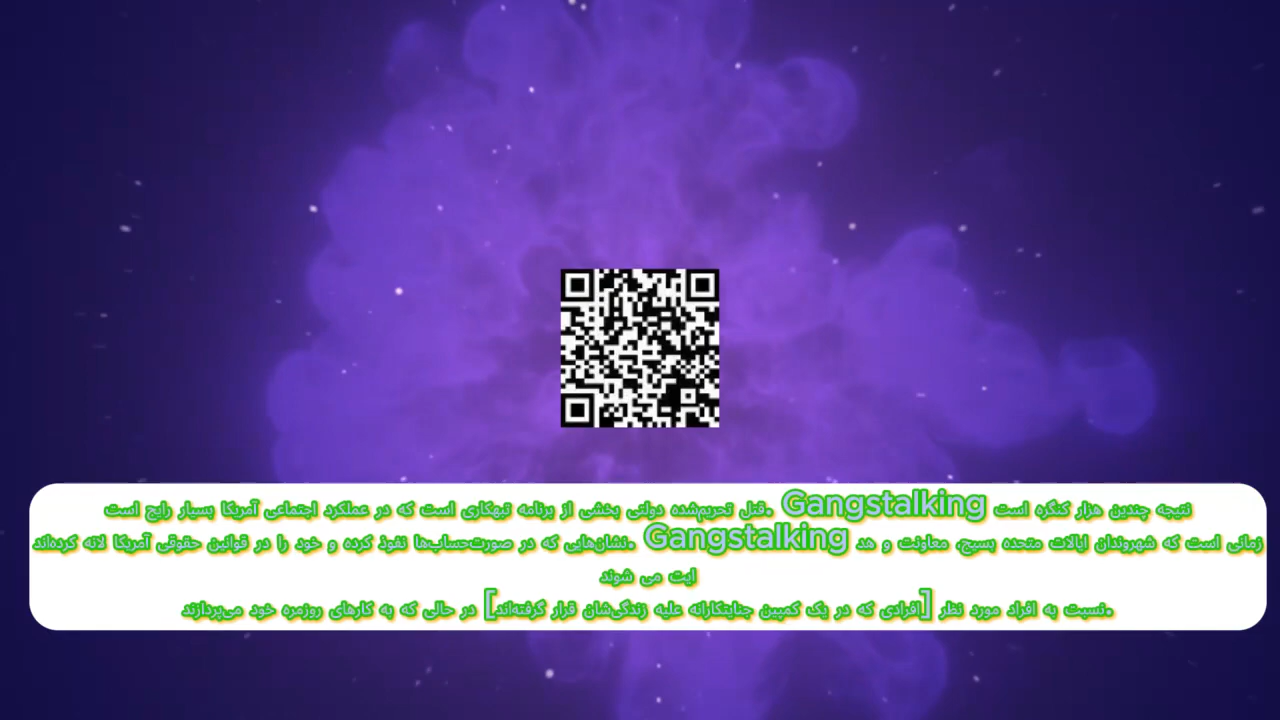 نتیجه چندین هزار کنگره است Gangstalking .قتل تحریم‌شده دولتی بخشی از برنامه تبهکاری است که در عملکرد اجتماعی آمریکا بسیار رایج است
زمانی است که شهروندان ایالات متحده بسیج، معاونت و هد Gangstalking .نشان‌هایی که در صورت‌حساب‌ها نفوذ کرده و خود را در قوانین حقوقی آمریکا لانه کرده‌اند
ایت می شوند
.نسبت به افراد مورد نظر [افرادی که در یک کمپین جنایتکارانه علیه زندگی‌شان قرار گرفته‌اند] در حالی که به کارهای روزمره خود می‌پردازند